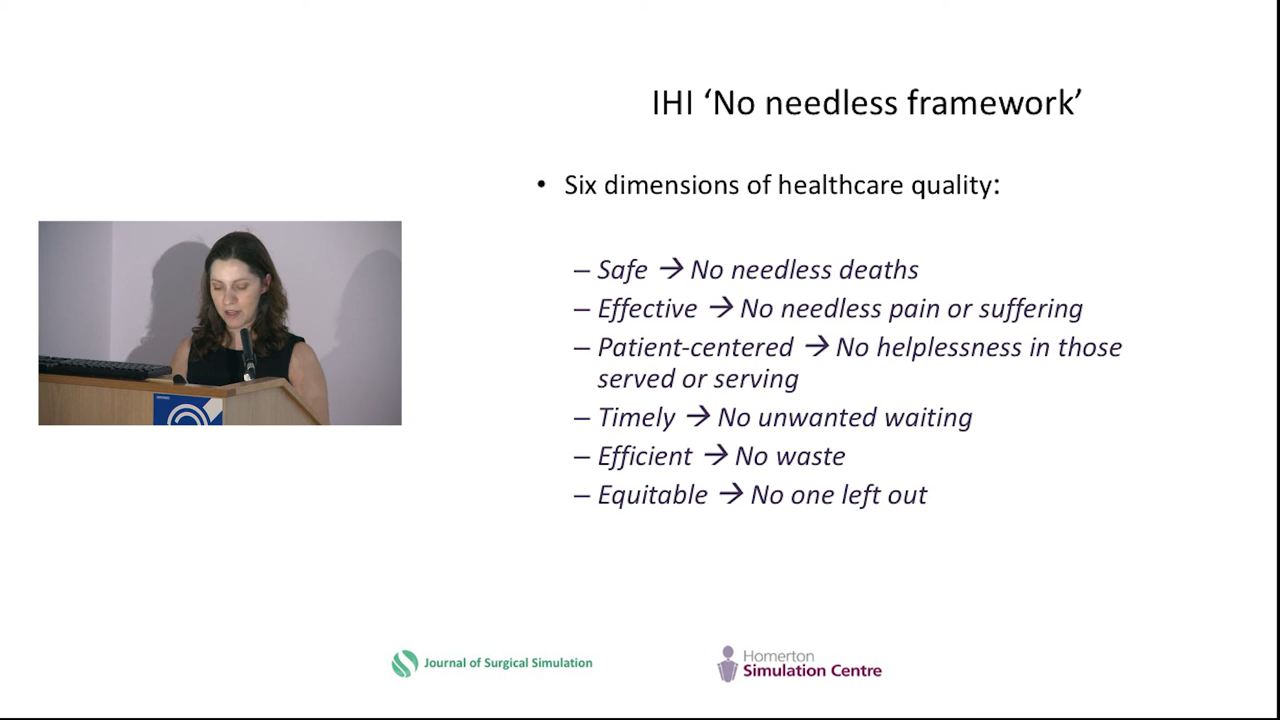 IHI ‘No needless framework’
• Six dimensions of healthcare quality:
– Safe → No needless deaths
– Effective → No needless pain or suffering
– Patient-centered → No helplessness in those
served or serving
– Timely → No unwanted waiting
– Efficient → No waste
– Equitable → No one left out
Journal of Surgical Simulation
Homerton
Simulation Centre